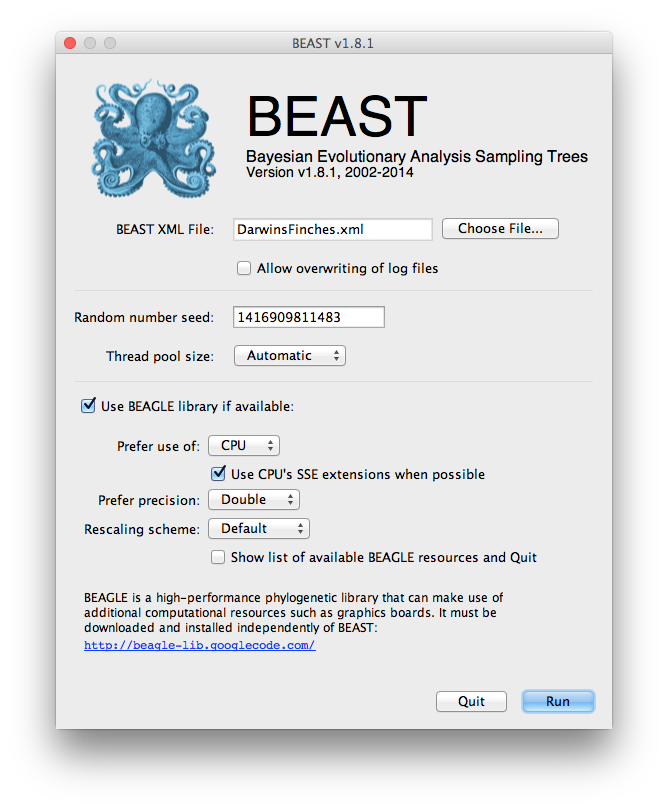 BEAST v1.8.1
BEAST
Bayesian Evolutionary Analysis Sampling Trees
Version v1.8.1, 2002-2014
BEAST XML File: DarwinsFinches.xml Choose File...
Allow overwriting of log files
Random number seed: 1416909811483
Thread pool size: Automatic
Use BEAGLE library if available:
Prefer use of: CPU
Use CPU's SSE extensions when possible
Prefer precision: Double
Rescaling scheme: Default
Show list of available BEAGLE resources and Quit
BEAGLE is a high-performance phylogenetic library that can make use of
additional computational resources such as graphics boards. It must be
downloaded and installed independently of BEAST:
http://beagle-lib.googlecode.com/
Quit Run